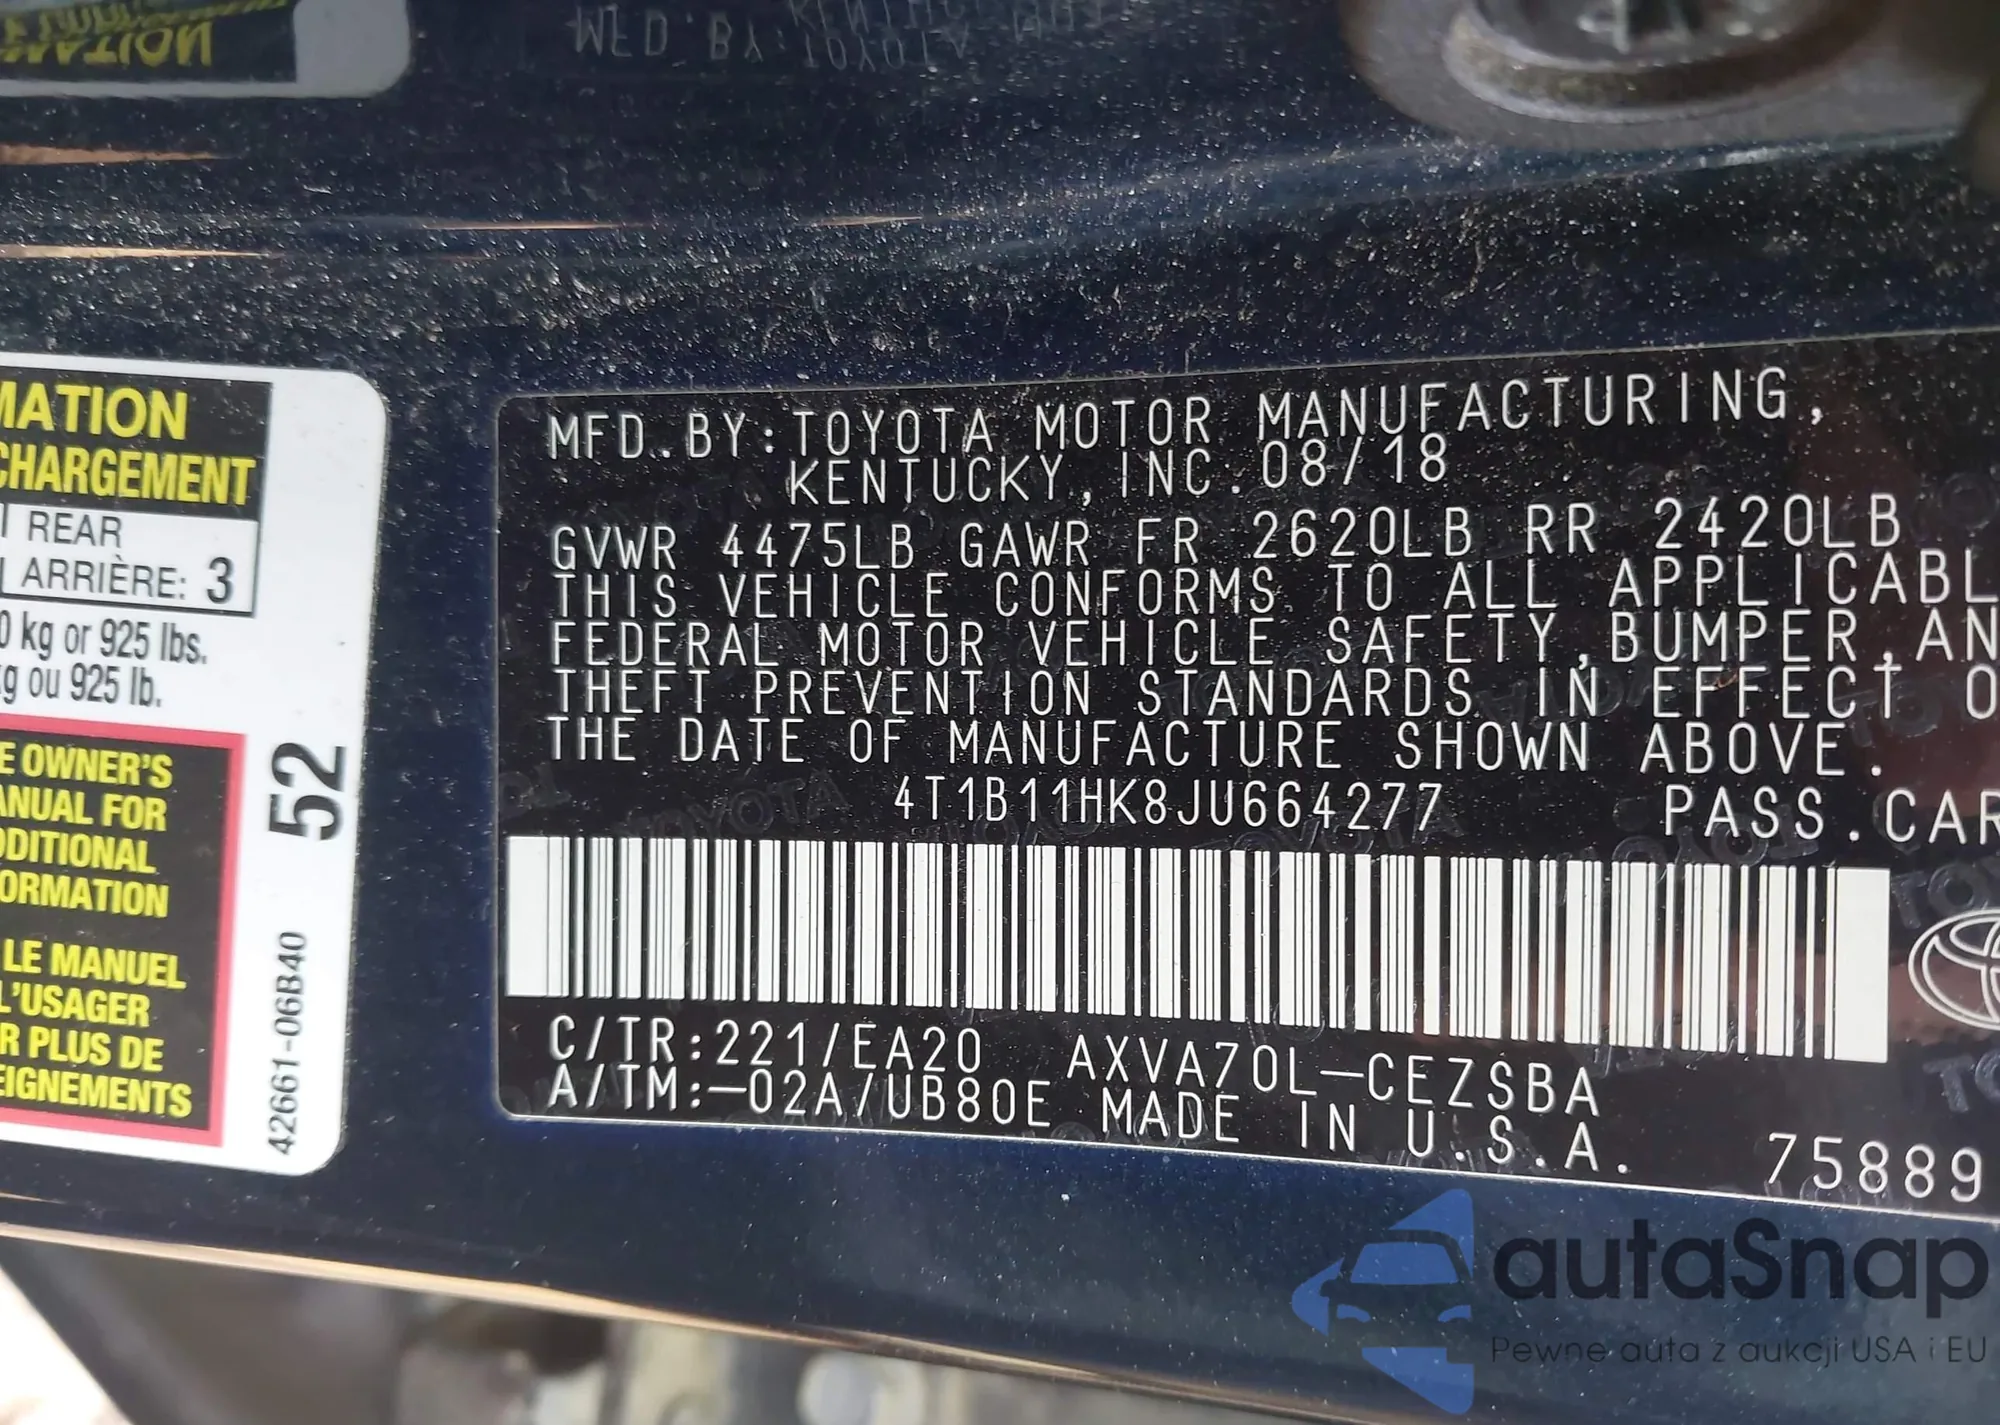 MATION
CHARGEMENT
REAR
ARRIÈRE: 3
0 kg or 925 lbs.
kg ou 925 lb.
E OWNER'S
ANUAL FOR
DDITIONAL
FORMATION
LE MANUEL
L'USAGER
R PLUS DE
EIGNEMENTS
52
42661-06B40
MFD. BY:TOYOTA MOTOR MANUFACTURING,
KENTUCKY, INC. 08/18
GVWR 4475LB GAWR FR 2620LB RR 2420LB
THIS VEHICLE CONFORMS TO ALL APPLICABL
FEDERAL MOTOR VEHICLE SAFETY,BUMPER,AN
THEFT PREVENTION STANDARDS IN EFFECT O
THE DATE OF MANUFACTURE SHOWN ABOVE.
4T1B11HK8JU664277 PASS.CAR
C/TR:221/EA20 AXVA70L-CEZSBA
A/TM:-02A/UB80E MADE IN U.S.A.
75889
autaSnap
Pewne auta z aukcji USA i EU